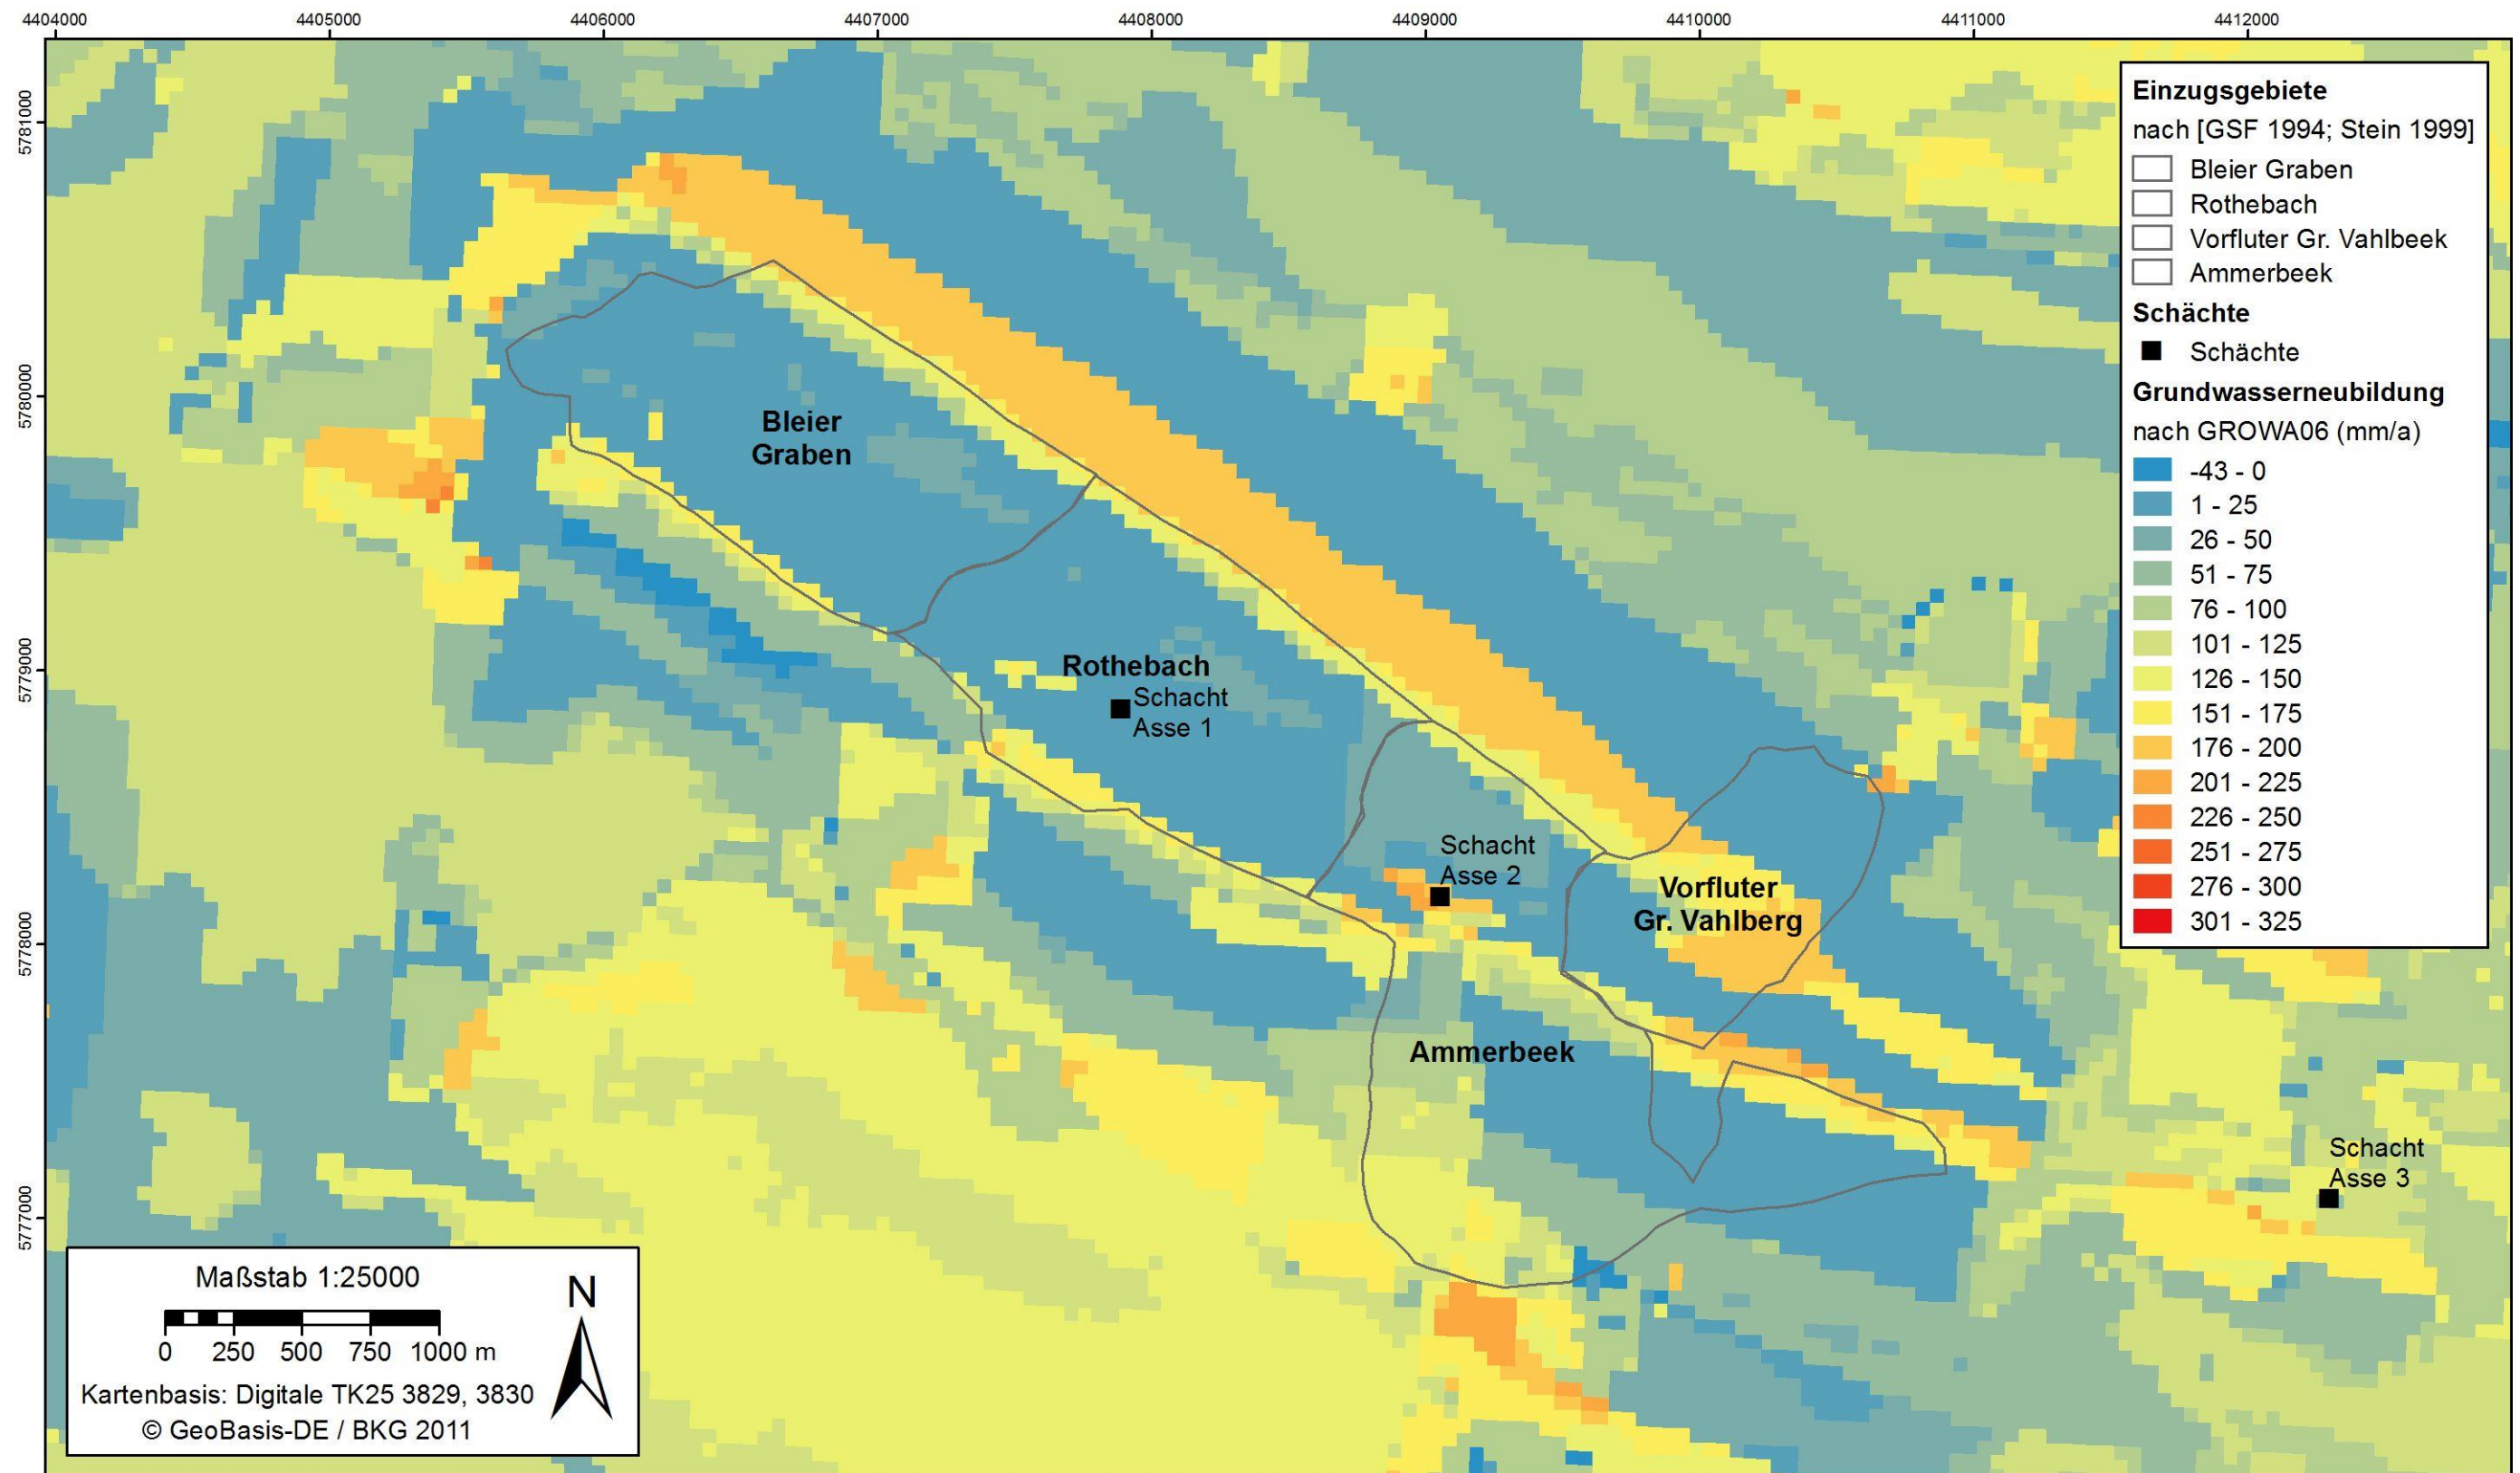 4404000 4405000 4406000 4407000 4408000 4409000 4410000 4411000 4412000
5781000
5780000
5779000
5778000
5777000
Bleier
Graben
Rothebach
Schacht
Asse 1
Schacht
Asse 2
Vorfluter
Gr. Vahlberg
Ammerbeek
Schacht
Asse 3
Einzugsgebiete
nach [GSF 1994; Stein 1999]
Bleier Graben
Rothebach
Vorfluter Gr. Vahlbeek
Ammerbeek
Schächte
Schächte
Grundwasserneubildung
nach GROWA06 (mm/a)
-43 - 0
1 - 25
26 - 50
51 - 75
76 - 100
101 - 125
126 - 150
151 - 175
176 - 200
201 - 225
226 - 250
251 - 275
276 - 300
301 - 325
Maßstab 1:25000
N
0 250 500 750 1000 m
Kartenbasis: Digitale TK25 3829, 3830
© GeoBasis-DE / BKG 2011